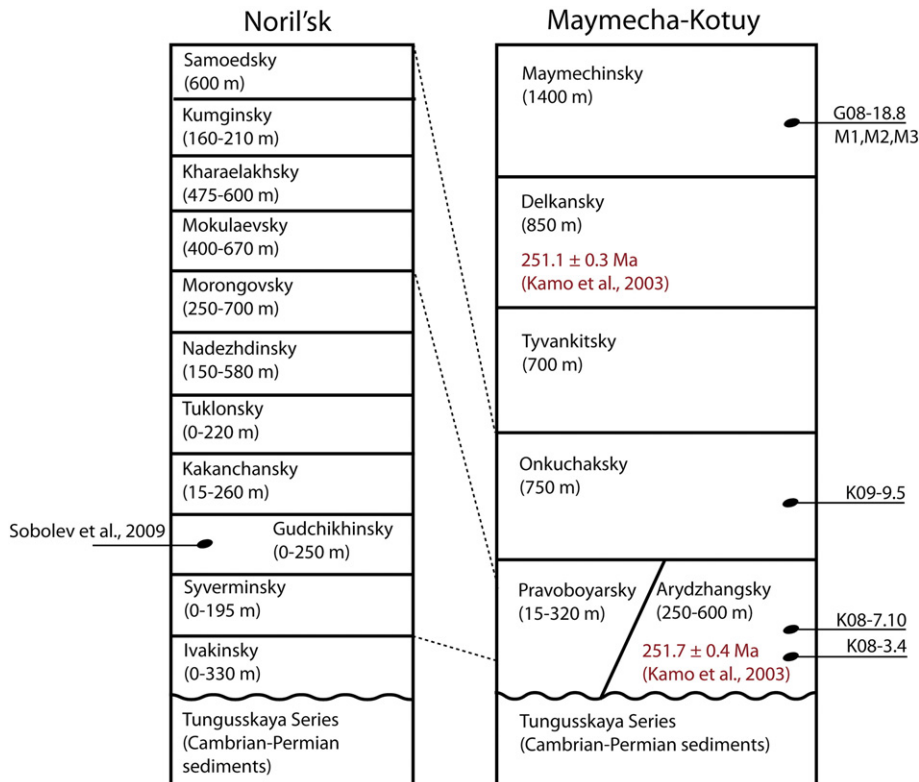 Noril'sk
Samoedsky
(600 m)
Kumginsky
(160-210 m)
Kharaelakhsky
(475-600 m)
Mokulaevsky
(400-670 m)
Morongovsky
(250-700 m)
Nadezhdinsky
(150-580 m)
Tuklonsky
(0-220 m)
Kakanchansky
(15-260 m)
Sobolev et al., 2009
Gudchikhinsky
(0-250 m)
Syverminsky
(0-195 m)
Ivakinsky
(0-330 m)
Tungusskaya Series
(Cambrian-Permian
sediments)
Maymecha-Kotuy
Maymechinsky
(1400 m)
G08-18.8
M1,M2,M3
Delkansky
(850 m)
251.1 ± 0.3 Ma
(Kamo et al., 2003)
Tyvankitsky
(700 m)
Onkuchaksky
(750 m)
K09-9.5
Pravoboyarsky
(15-320 m)
Arydzhangsky
(250-600 m)
K08-7.10
K08-3.4
251.7 ± 0.4 Ma
(Kamo et al., 2003)
Tungusskaya Series
(Cambrian-Permian sediments)